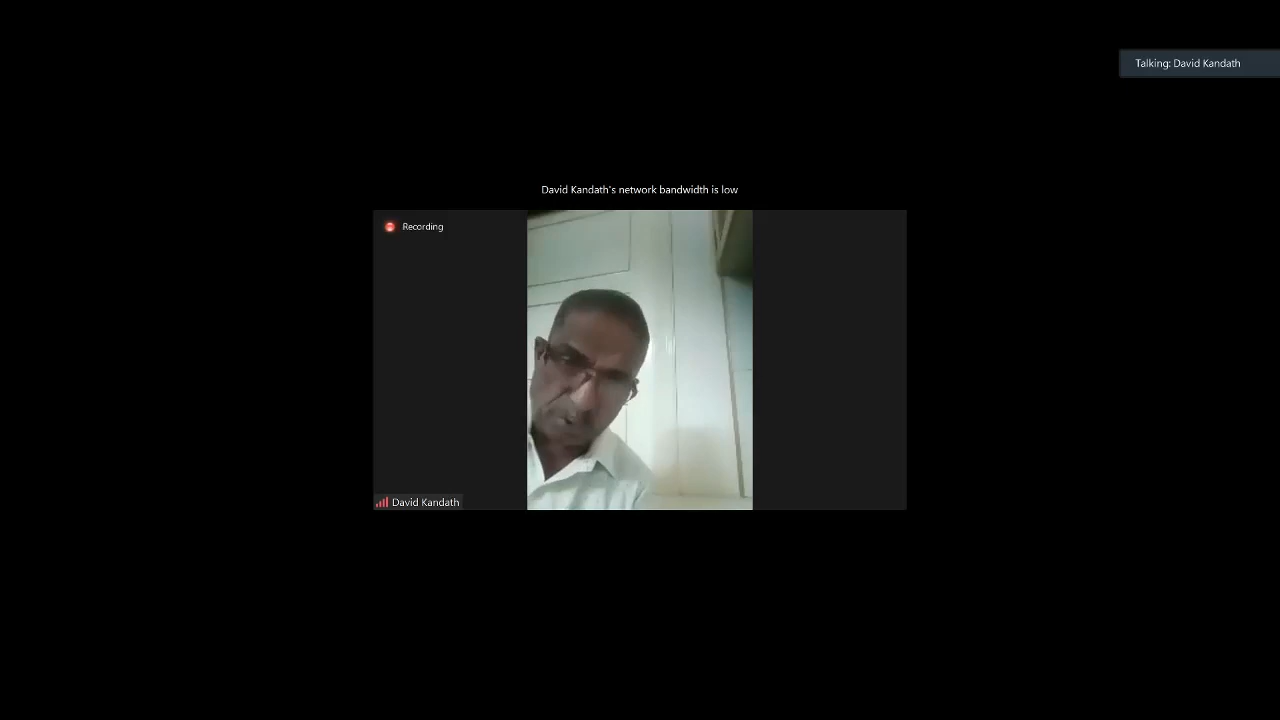 Talking: David Kandath
David Kandath's network bandwidth is low
Recording
David Kandath